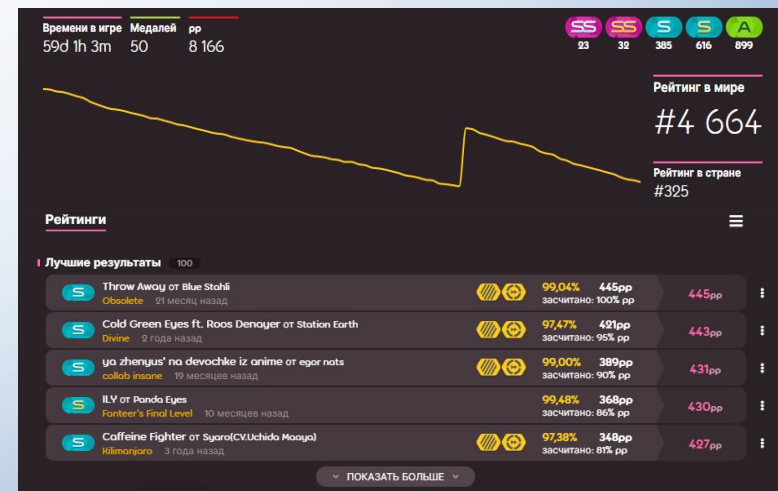 Времени в игре Медалей pp
59d 1h 3m 50 8 166
SS SS S S A
23 32 385 616 899
Рейтинг в мире
#4 664
Рейтинг в стране
#325
Рейтинги
Лучшие результаты 100
S Throw Away от Blue Stahli
Obsolete 21 месяц назад
99,04% 445pp
засчитано: 100% pp
445pp
S Cold Green Eyes ft. Roos Denayer от Station Earth
Divine 2 года назад
97,47% 421pp
засчитано: 95% pp
443pp
S ya zhenyus' na devochke iz anime от egor nats
collab insane 19 месяцев назад
99,00% 389pp
засчитано: 90% pp
431pp
S ILY от Panda Eyes
Fanteer's Final Level 10 месяцев назад
99,48% 368pp
засчитано: 86% pp
430pp
S Caffeine Fighter от Syaro(CV.Uchida Maaya)
Kilimanjaro 3 года назад
97,38% 348pp
засчитано: 81% pp
427pp
ПОКАЗАТЬ БОЛЬШЕ